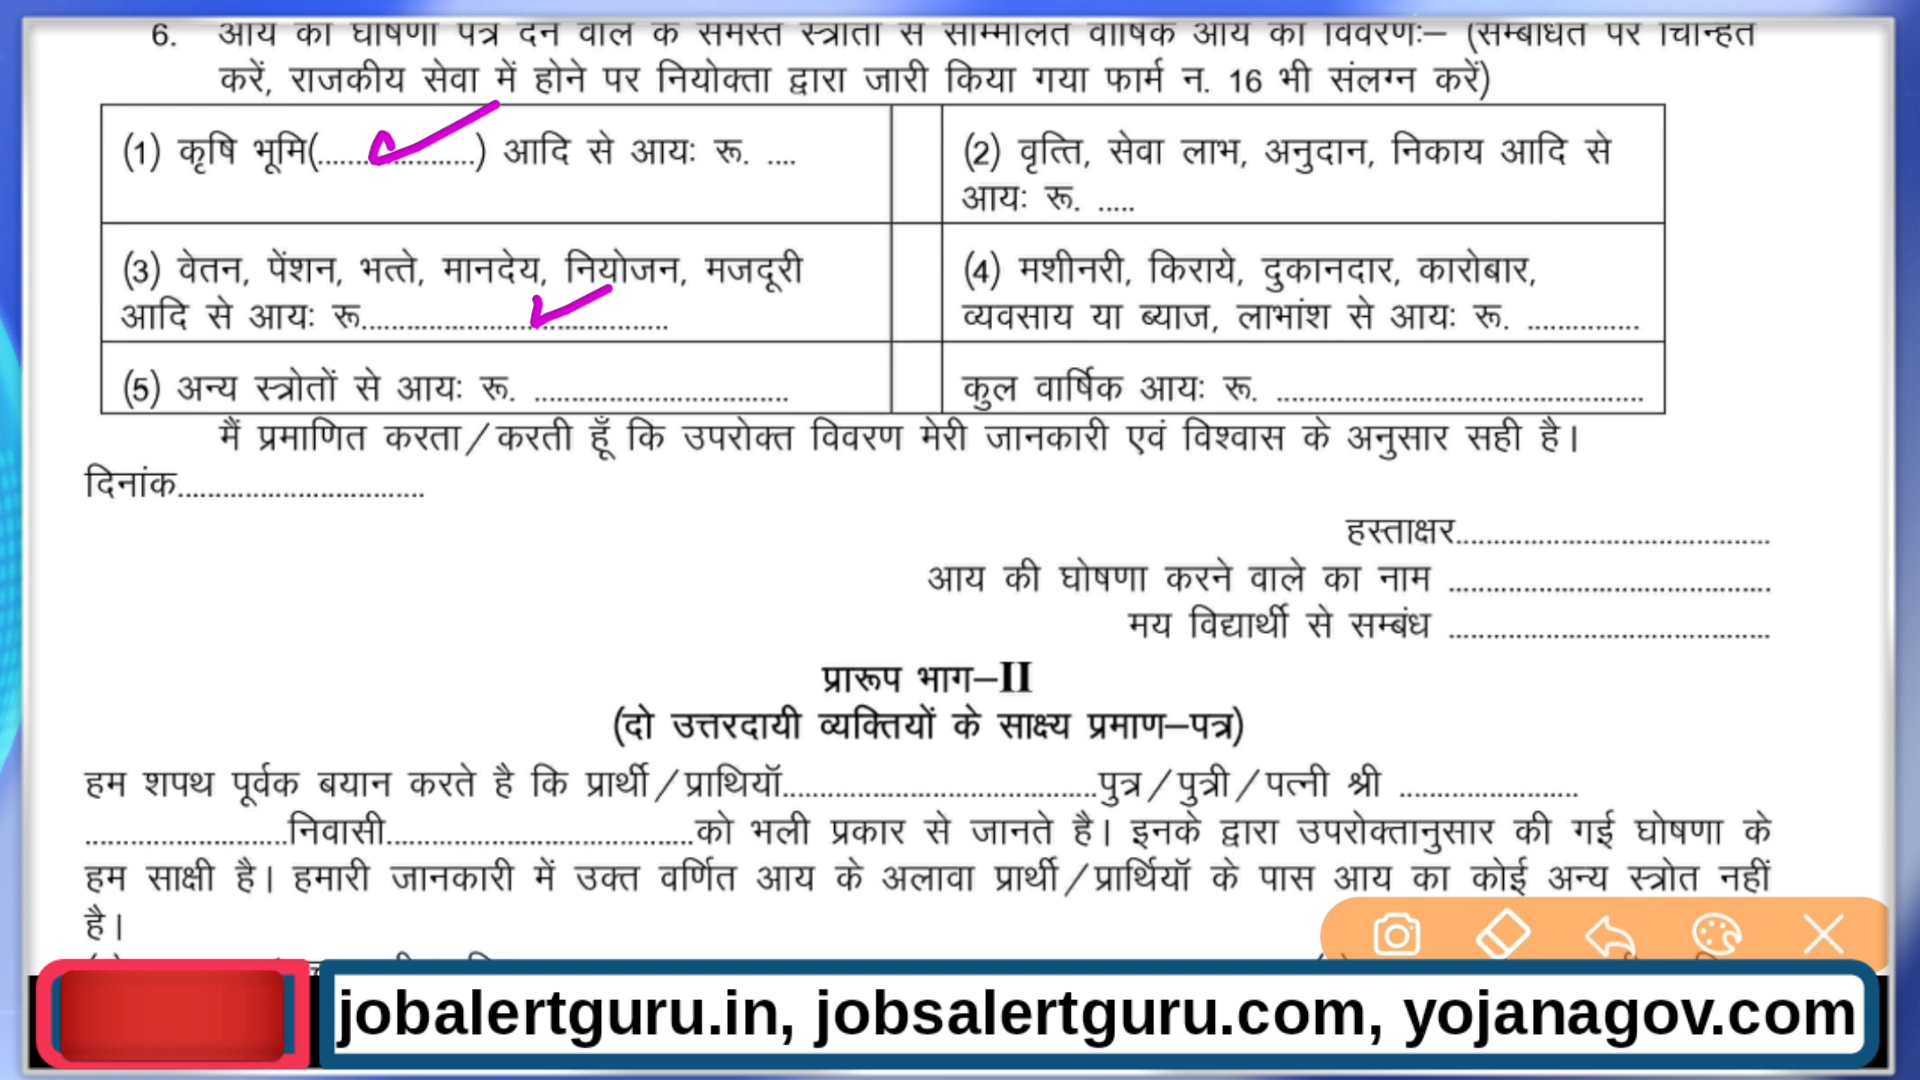 6. आय की घोषणा पत्र देने वाले के समस्त स्त्रोतों से सम्मिलित वार्षिक आय का विवरणः– (सम्बंधित पर चिन्हित
करें, राजकीय सेवा में होने पर नियोक्ता द्वारा जारी किया गया फार्म न. 16 भी संलग्न करें)
(1) कृषि भूमि(.....................) आदि से आयः रू. ....
(2) वृत्ति, सेवा लाभ, अनुदान, निकाय आदि से
आयः रू. .....
(3) वेतन, पेंशन, भत्ते, मानदेय, नियोजन, मजदूरी
आदि से आयः रू.........................................
(4) मशीनरी, किराये, दुकानदार, कारोबार,
व्यवसाय या ब्याज, लाभांश से आयः रू. ...............
(5) अन्य स्त्रोतों से आयः रू. ..................................
कुल वार्षिक आयः रू. .................................................
मैं प्रमाणित करता/करती हूँ कि उपरोक्त विवरण मेरी जानकारी एवं विश्वास के अनुसार सही है।
दिनांक.................................
हस्ताक्षर..........................................
आय की घोषणा करने वाले का नाम ...........................................
मय विद्यार्थी से सम्बंध ...........................................
प्रारूप भाग–II
(दो उत्तरदायी व्यक्तियों के साक्ष्य प्रमाण–पत्र)
हम शपथ पूर्वक बयान करते है कि प्रार्थी/प्राथियॉ..........................................पुत्र/पुत्री/पत्नी श्री ........................
...........................निवासी.........................................को भली प्रकार से जानते है। इनके द्वारा उपरोक्तानुसार की गई घोषणा के
हम साक्षी है। हमारी जानकारी में उक्त वर्णित आय के अलावा प्रार्थी/प्रार्थियॉ के पास आय का कोई अन्य स्त्रोत नहीं
है।
jobalertguru.in, jobsalertguru.com, yojanagov.com